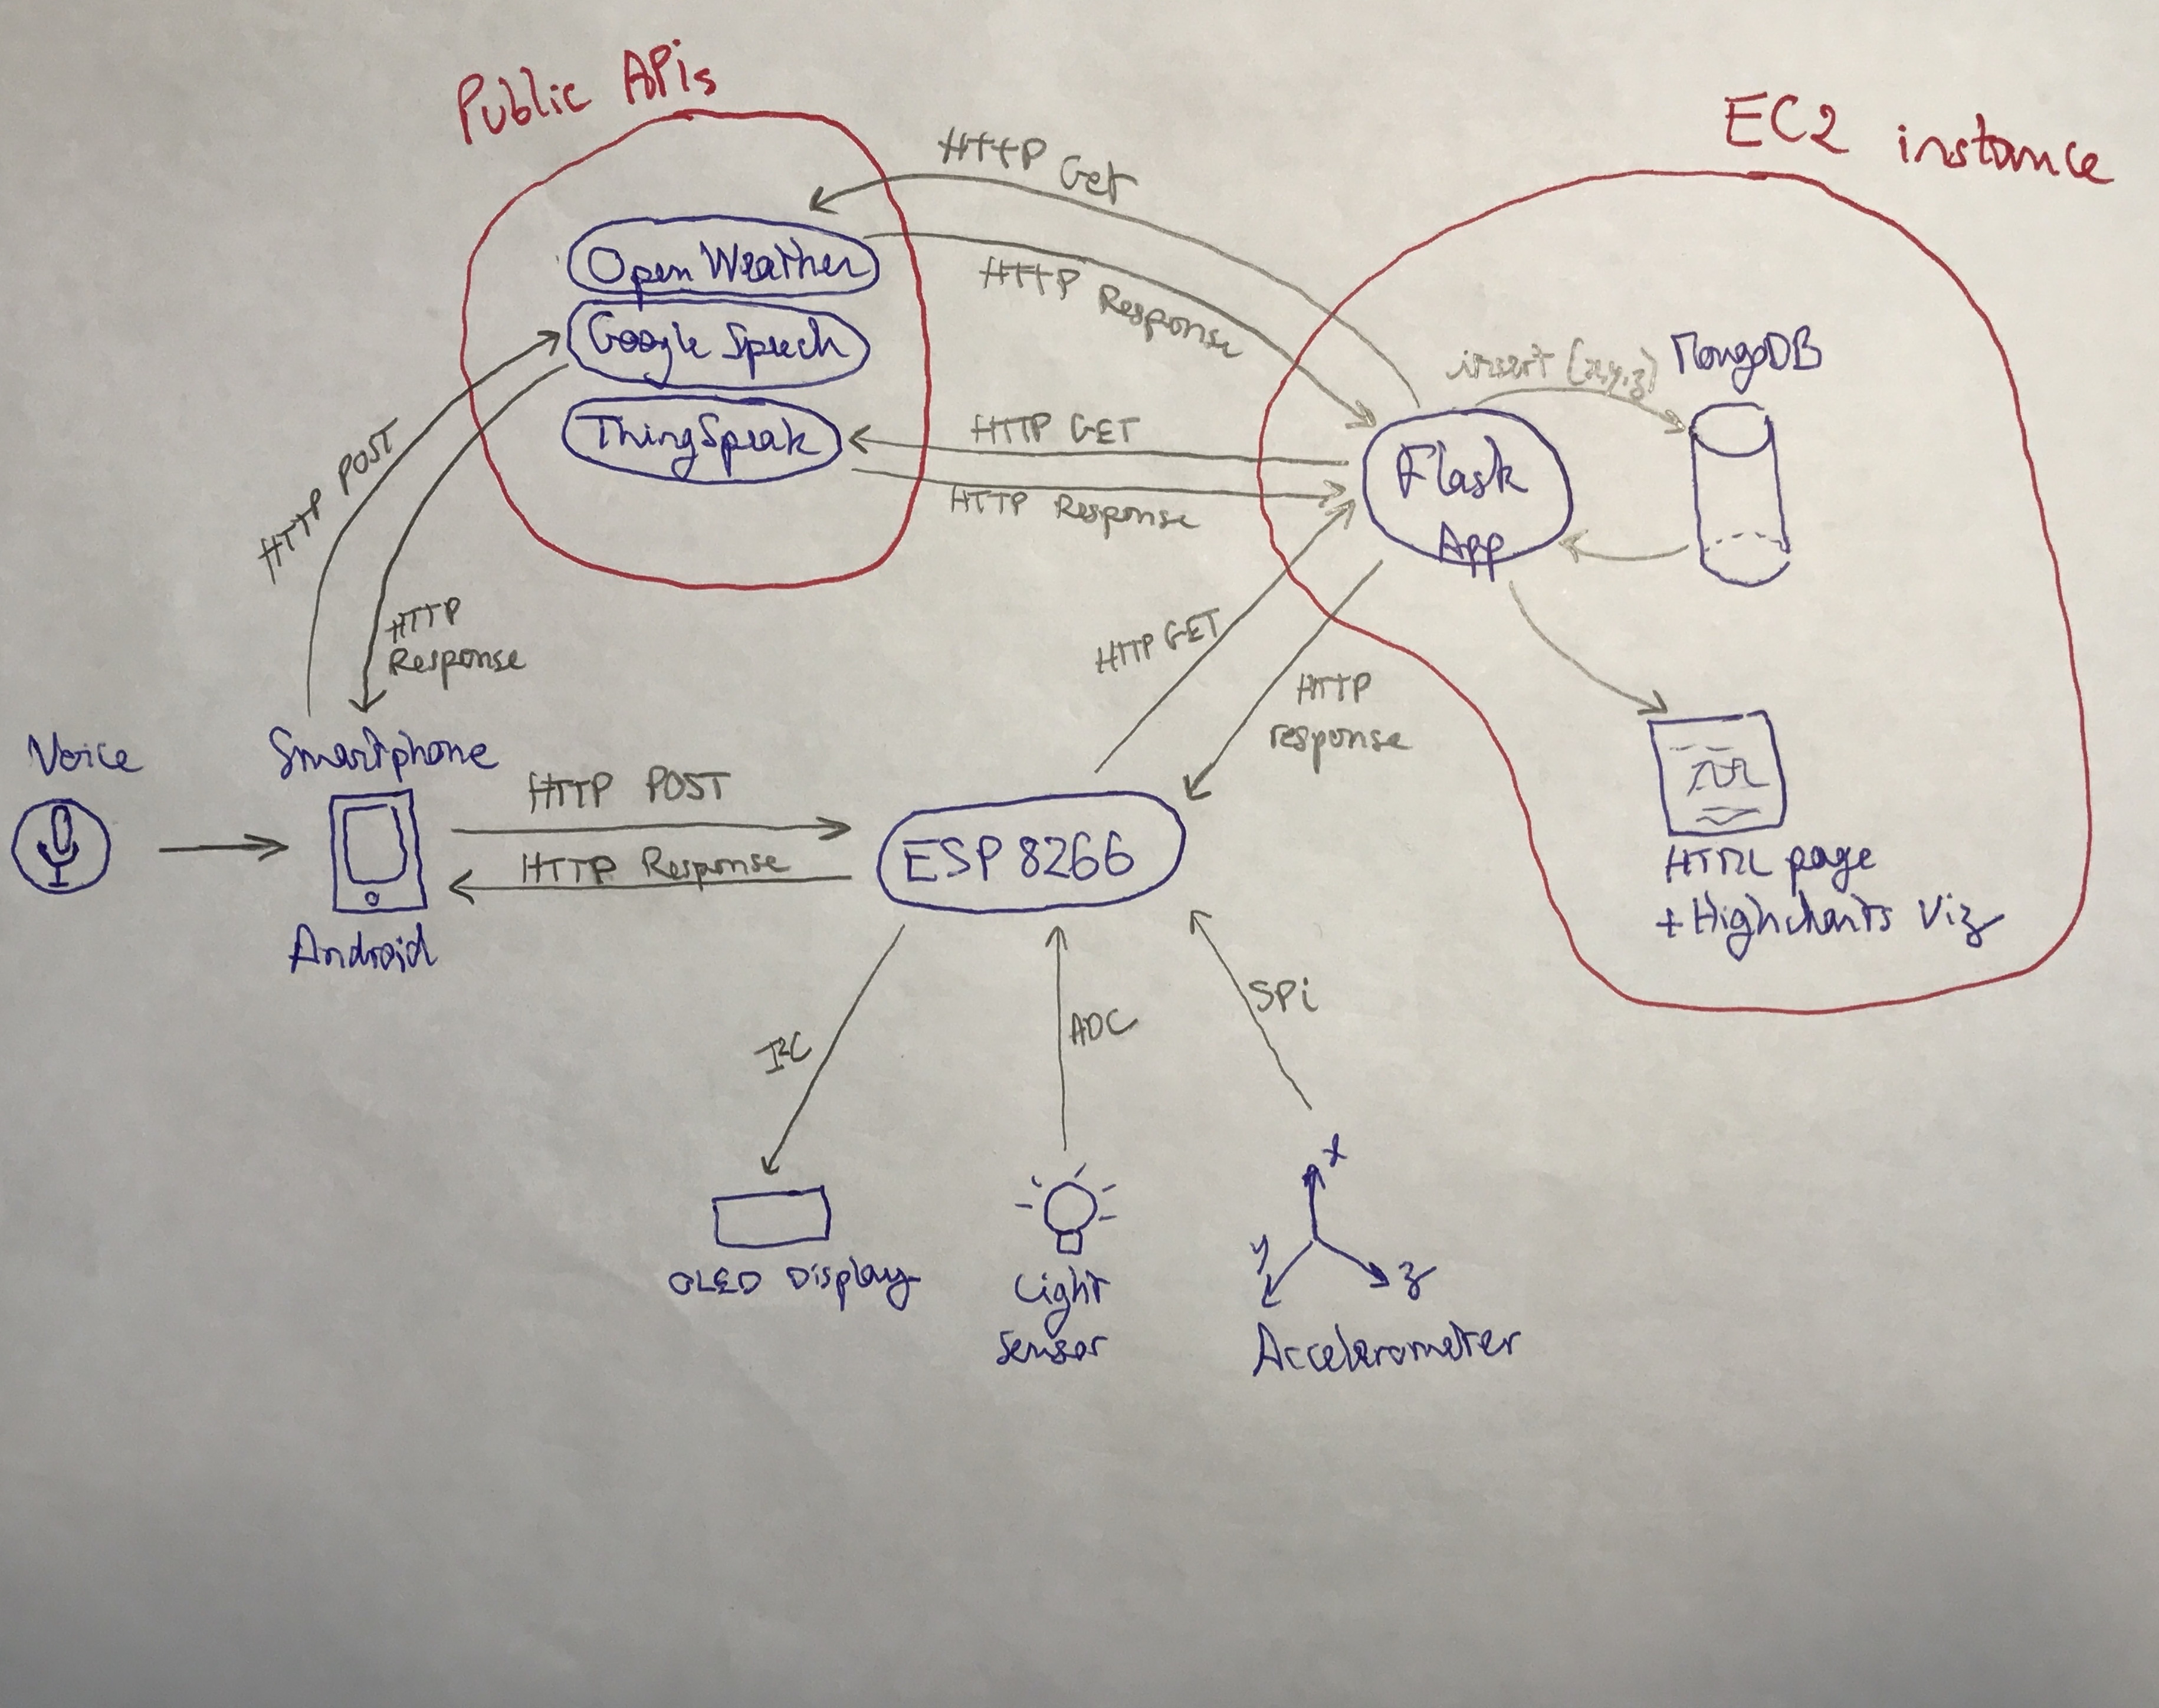 Public APis
EC2 instance
HTTP Get
Open Weather
HTTP Response
Google Speech
insert (x,y,z)
MongoDB
ThingSpeak
HTTP GET
HTTP Response
Flask
App
HTTP POST
HTTP
Response
HTTP GET
HTTP
response
Voice
Smartphone
HTTP POST
HTTP Response
Android
ESP 8266
HTML page
+ Highcharts Viz
I²C
ADC
SPi
x
y
z
OLED Display
Light
Sensor
Accelerometer